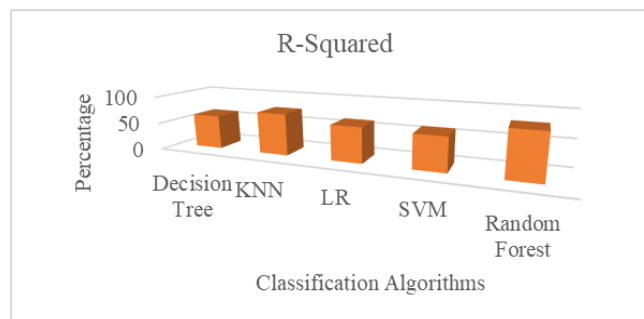 R-Squared
Percentage
100
50
0
Decision
Tree
KNN
LR
SVM
Random
Forest
Classification Algorithms